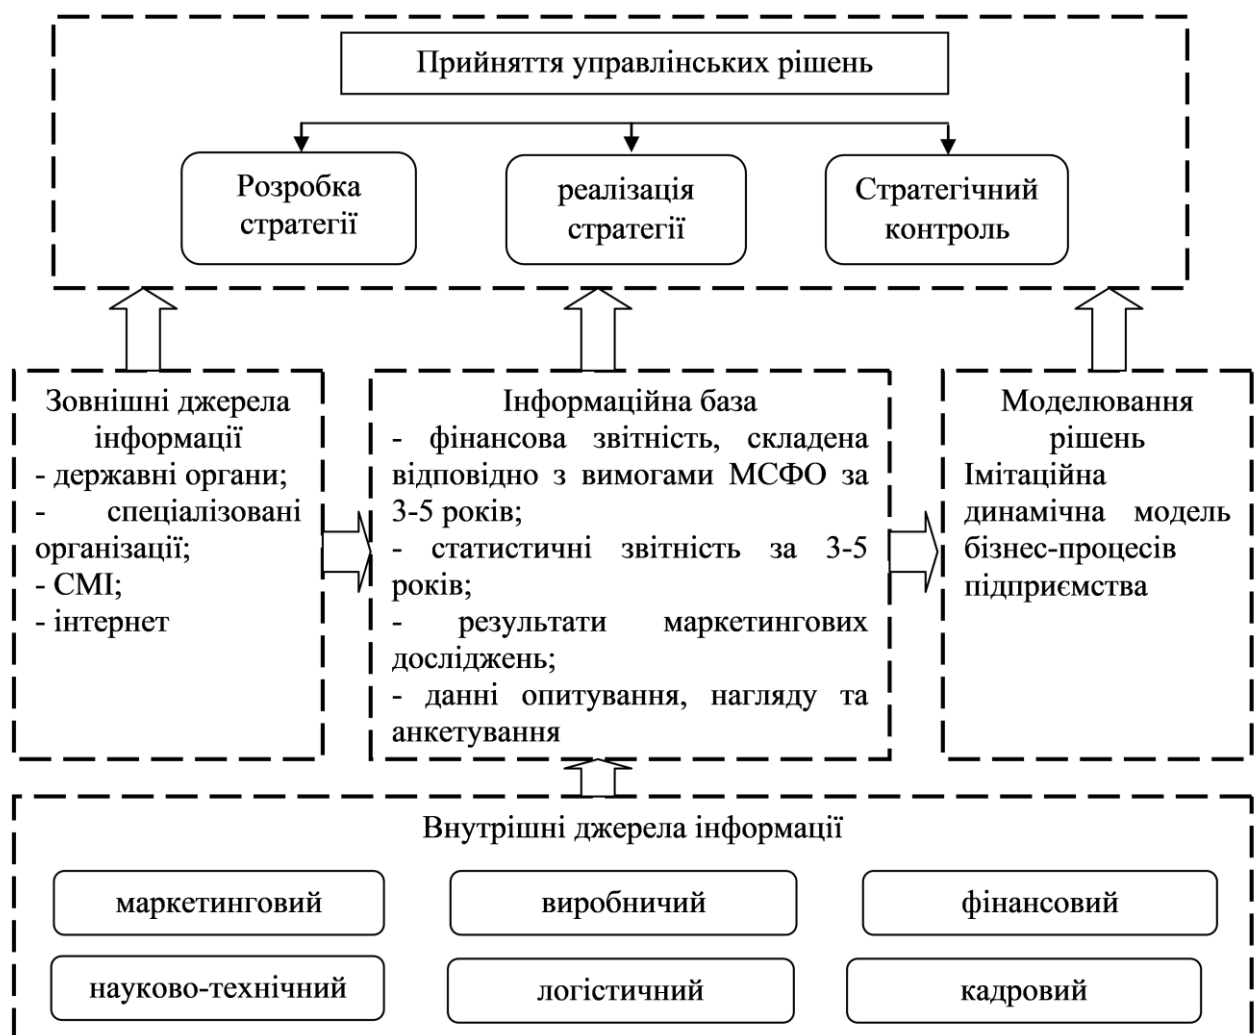 Прийняття управлінських рішень
Розробка
стратегії
реалізація
стратегії
Стратегічний
контроль
Зовнішні джерела
інформації
- державні органи;
- спеціалізовані
організації;
- СМІ;
- інтернет
Інформаційна база
- фінансова звітність, складена
відповідно з вимогами МСФО за
3-5 років;
- статистичні звітність за 3-5
років;
- результати маркетингових
досліджень;
- данні опитування, нагляду та
анкетування
Моделювання
рішень
Імітаційна
динамічна модель
бізнес-процесів
підприємства
Внутрішні джерела інформації
маркетинговий
виробничий
фінансовий
науково-технічний
логістичний
кадровий